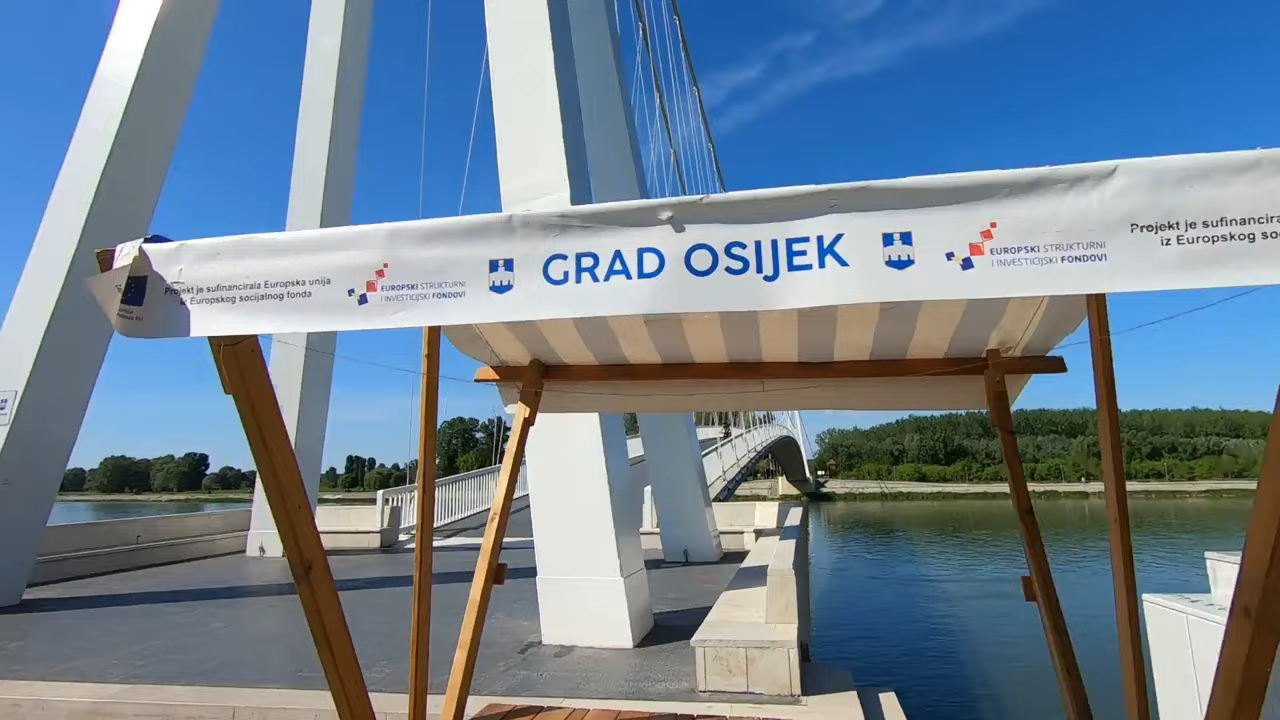 Projekt je sufinancirala Europska unija
iz Europskog socijalnog fonda
EUROPSKI STRUKTURNI
I INVESTICIJSKI FONDOVI
GRAD OSIJEK
EUROPSKI STRUKTURNI
I INVESTICIJSKI FONDOVI
Projekt je sufinancira
iz Europskog so